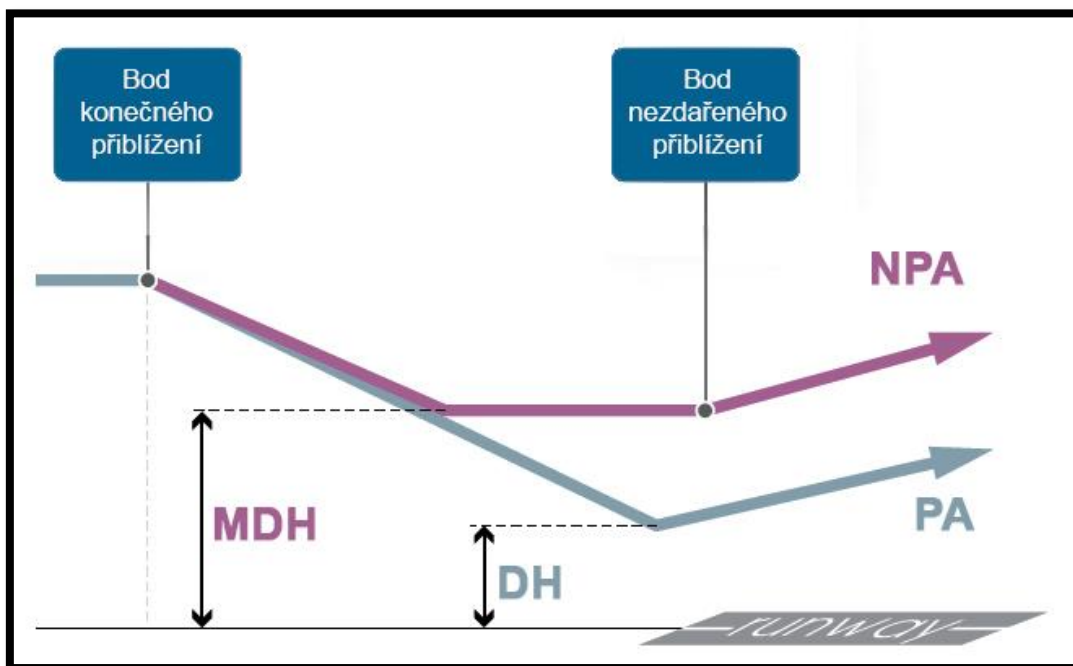 Bod
konečného
přiblížení
Bod
nezdařeného
přiblížení
NPA
MDH
PA
DH
runway